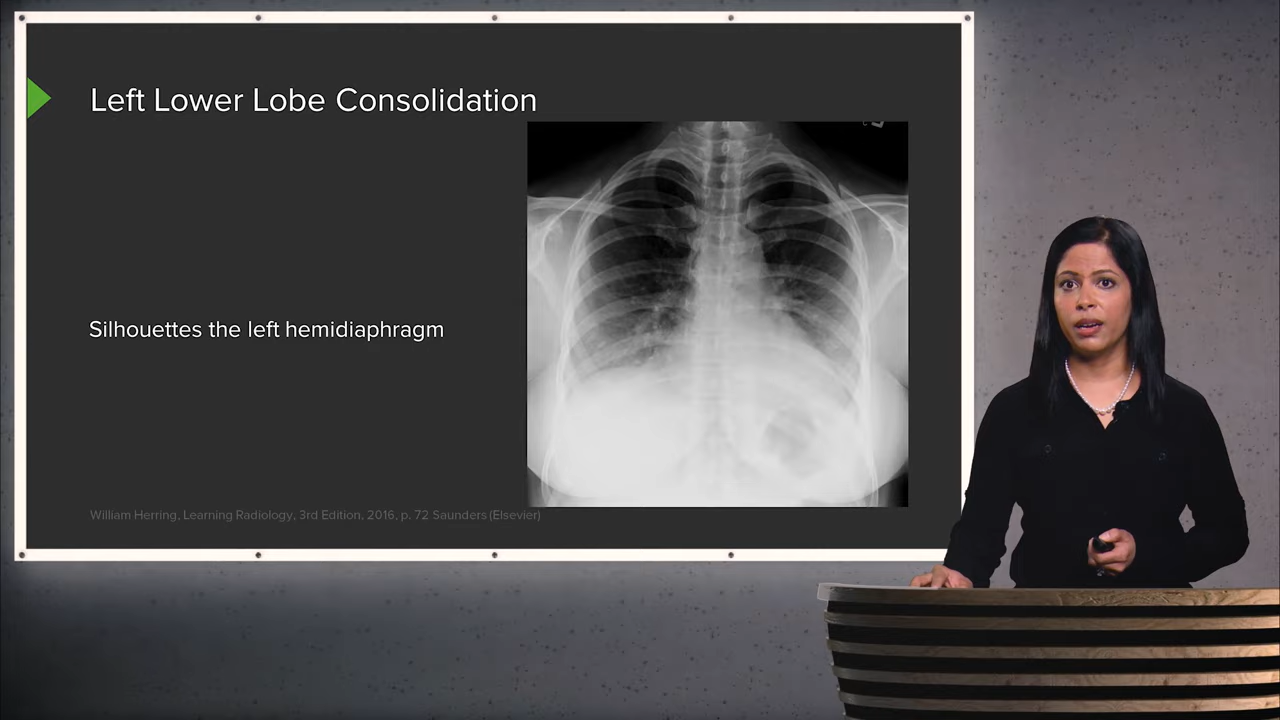 Left Lower Lobe Consolidation
Silhouettes the left hemidiaphragm
William Herring, Learning Radiology, 3rd Edition, 2016, p. 72 Saunders (Elsevier)